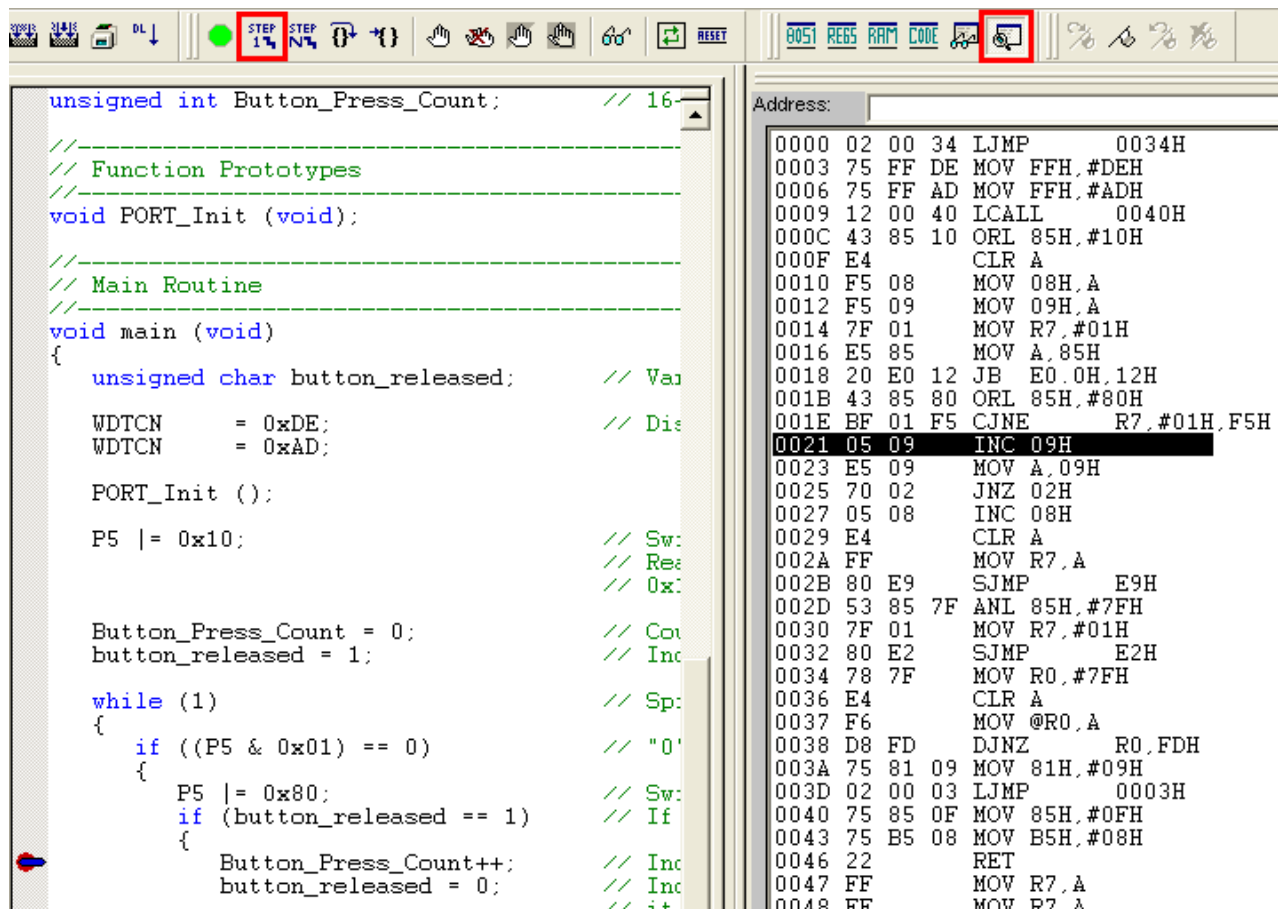 DL
STEP
1
STEP
N
RESET
8051 REGS RAM CODE
unsigned int Button_Press_Count; // 16-
//------------------------------------------
// Function Prototypes
//------------------------------------------
void PORT_Init (void);
//------------------------------------------
// Main Routine
//------------------------------------------
void main (void)
{
unsigned char button_released; // Var
WDTCN = 0xDE; // Dis
WDTCN = 0xAD;
PORT_Init ();
P5 |= 0x10; // Sw
// Rea
// 0x
Button_Press_Count = 0; // Cou
button_released = 1; // Ind
while (1) // Sp
{
if ((P5 & 0x01) == 0) // "0"
{
P5 |= 0x80; // Sw
if (button_released == 1) // If
{
Button_Press_Count++; // Inc
button_released = 0; // Ind
// it
Address:
0000 02 00 34 LJMP 0034H
0003 75 FF DE MOV FFH,#DEH
0006 75 FF AD MOV FFH,#ADH
0009 12 00 40 LCALL 0040H
000C 43 85 10 ORL 85H,#10H
000F E4 CLR A
0010 F5 08 MOV 08H,A
0012 F5 09 MOV 09H,A
0014 7F 01 MOV R7,#01H
0016 E5 85 MOV A,85H
0018 20 E0 12 JB E0.0H,12H
001B 43 85 80 ORL 85H,#80H
001E BF 01 F5 CJNE R7,#01H,F5H
0021 05 09 INC 09H
0023 E5 09 MOV A,09H
0025 70 02 JNZ 02H
0027 05 08 INC 08H
0029 E4 CLR A
002A FF MOV R7,A
002B 80 E9 SJMP E9H
002D 53 85 7F ANL 85H,#7FH
0030 7F 01 MOV R7,#01H
0032 80 E2 SJMP E2H
0034 78 7F MOV R0,#7FH
0036 E4 CLR A
0037 F6 MOV @R0,A
0038 D8 FD DJNZ R0,FDH
003A 75 81 09 MOV 81H,#09H
003D 02 00 03 LJMP 0003H
0040 75 85 0F MOV 85H,#0FH
0043 75 B5 08 MOV B5H,#08H
0046 22 RET
0047 FF MOV R7,A
0048 FF MOV R7,A